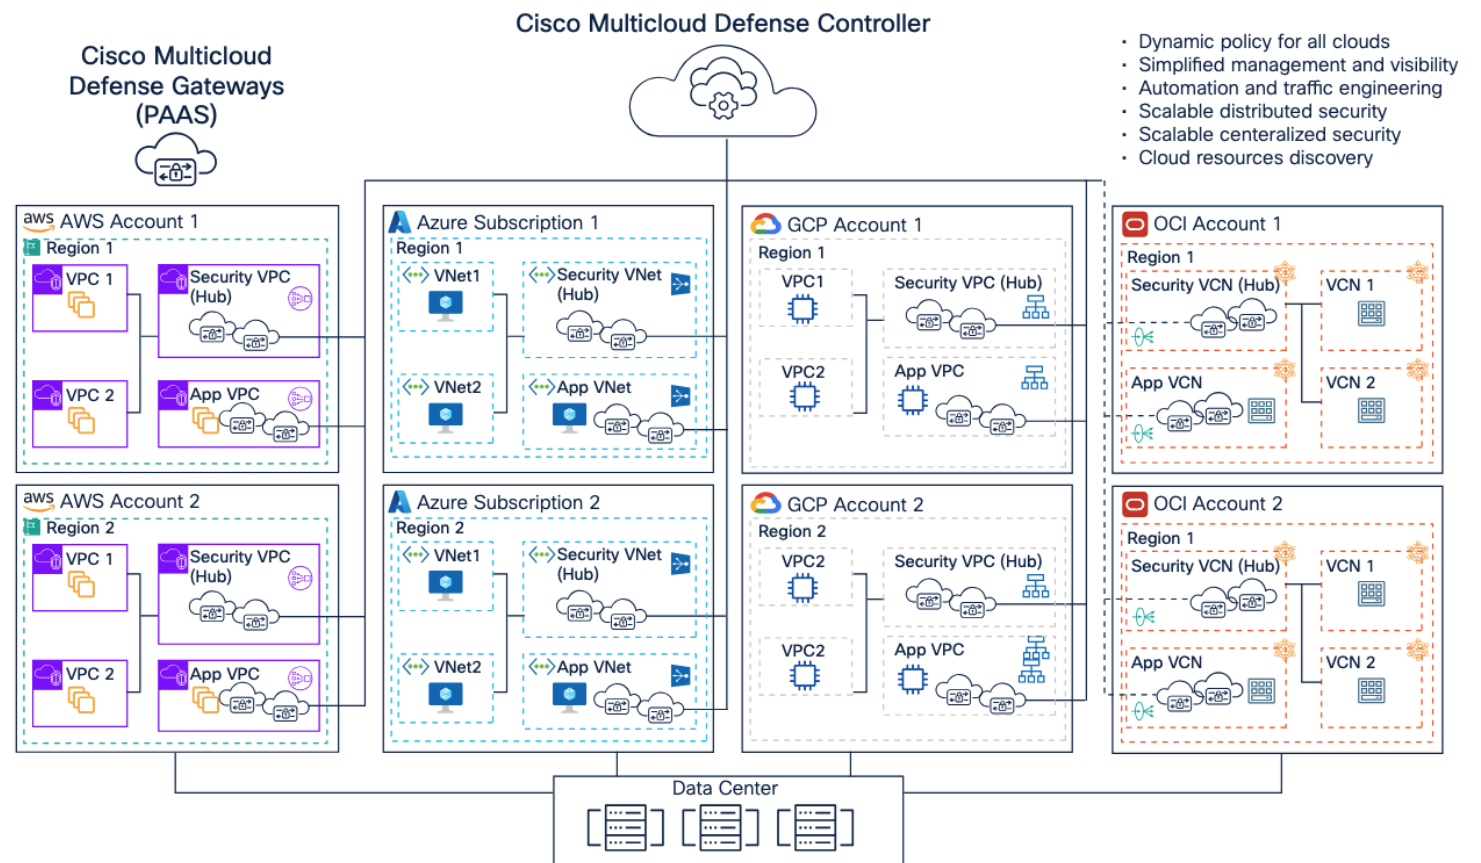 Cisco Multicloud Defense Controller
Cisco Multicloud
Defense Gateways
(PAAS)
· Dynamic policy for all clouds
· Simplified management and visibility
· Automation and traffic engineering
· Scalable distributed security
· Scalable centeralized security
· Cloud resources discovery
aws AWS Account 1
Region 1
VPC 1
Security VPC
(Hub)
VPC 2
App VPC
Azure Subscription 1
Region 1
VNet1
Security VNet
(Hub)
VNet2
App VNet
GCP Account 1
Region 1
VPC1
Security VPC (Hub)
VPC2
App VPC
OCI Account 1
Region 1
Security VCN (Hub)
VCN 1
App VCN
VCN 2
aws AWS Account 2
Region 2
VPC 1
Security VPC
(Hub)
VPC 2
App VPC
Azure Subscription 2
Region 2
VNet1
Security VNet
(Hub)
VNet2
App VNet
GCP Account 2
Region 2
VPC2
Security VPC (Hub)
VPC2
App VPC
OCI Account 2
Region 1
Security VCN (Hub)
VCN 1
App VCN
VCN 2
Data Center